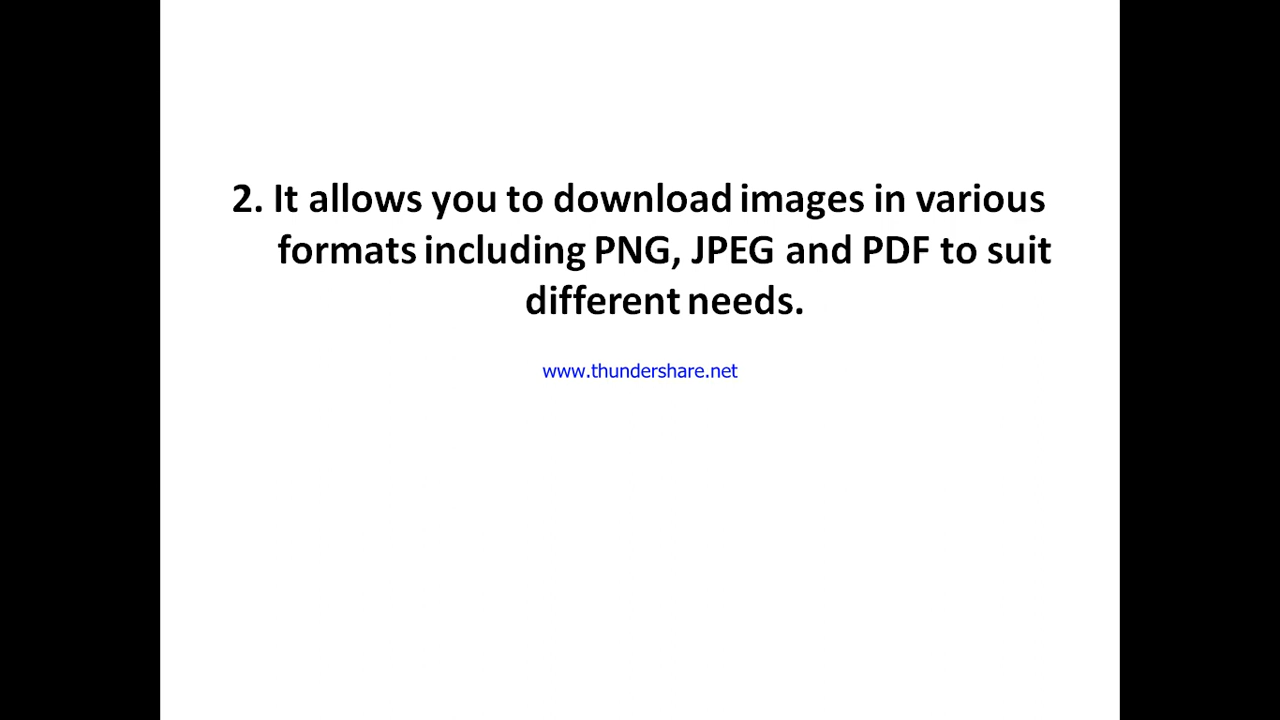 2. It allows you to download images in various
formats including PNG, JPEG and PDF to suit
different needs.
www.thundershare.net